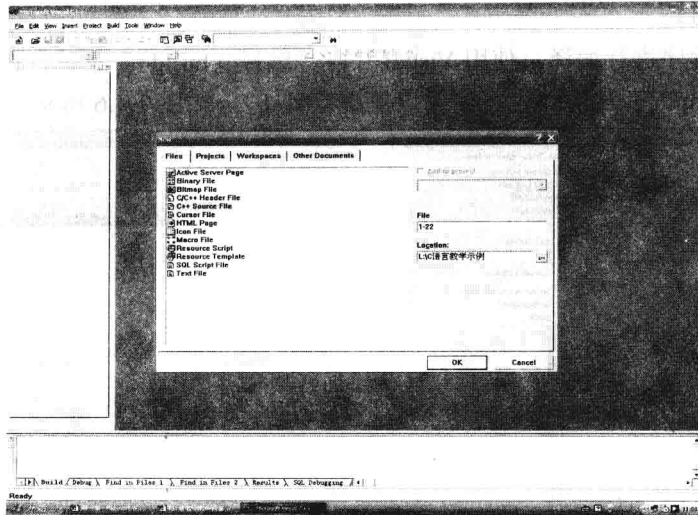 File Edit View Insert Project Build Tools Window Help
Files Projects Workspaces Other Documents
Active Server Page
Binary File
Bitmap File
C/C++ Header File
C++ Source File
Cursor File
HTML Page
Icon File
Macro File
Resource Script
Resource Template
SQL Script File
Text File
Add to project
File
1-22
Location:
L:\C语言教学示例
OK Cancel
Build Debug Find in Files 1 Find in Files 2 Results SQL Debugging
Ready